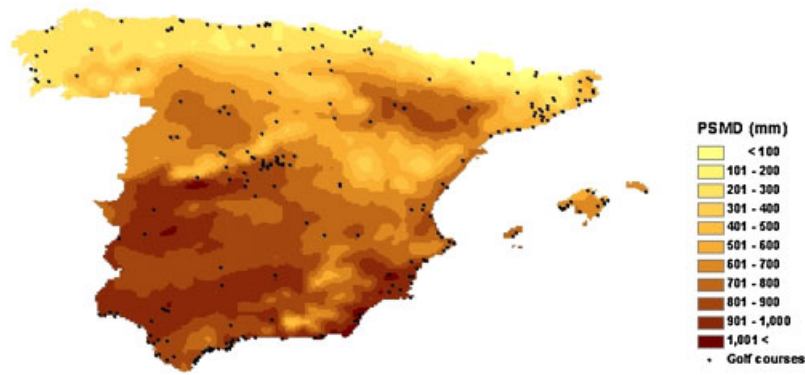 PSMD (mm)
< 100
101 - 200
201 - 300
301 - 400
401 - 500
501 - 600
601 - 700
701 - 800
801 - 900
901 - 1,000
1,001 <
Golf courses